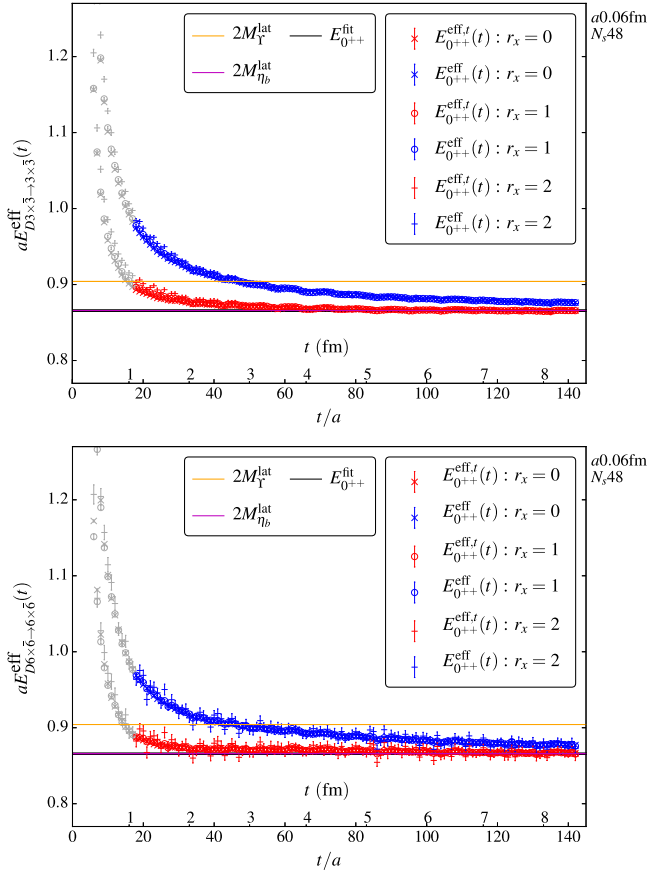 a0.06fm
N_s48
2M_Υ^lat E_{0++}^fit
2M_{η_b}^lat
E_{0++}^{eff,t}(t) : r_x = 0
E_{0++}^{eff}(t) : r_x = 0
E_{0++}^{eff,t}(t) : r_x = 1
E_{0++}^{eff}(t) : r_x = 1
E_{0++}^{eff,t}(t) : r_x = 2
E_{0++}^{eff}(t) : r_x = 2
aE^{eff}_{D3×3̄→3×3̄}(t)
1.2
1.1
1.0
0.9
0.8
t (fm)
1 2 3 4 5 6 7 8
0 20 40 60 80 100 120 140
t/a
a0.06fm
N_s48
2M_Υ^lat E_{0++}^fit
2M_{η_b}^lat
E_{0++}^{eff,t}(t) : r_x = 0
E_{0++}^{eff}(t) : r_x = 0
E_{0++}^{eff,t}(t) : r_x = 1
E_{0++}^{eff}(t) : r_x = 1
E_{0++}^{eff,t}(t) : r_x = 2
E_{0++}^{eff}(t) : r_x = 2
aE^{eff}_{D6×6̄→6×6̄}(t)
1.2
1.1
1.0
0.9
0.8
t (fm)
1 2 3 4 5 6 7 8
0 20 40 60 80 100 120 140
t/a